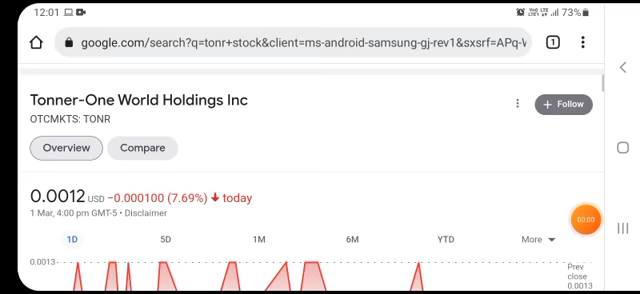 12:01
73%
google.com/search?q=tonr+stock&client=ms-android-samsung-gj-rev1&sxsrf=APq-W
1
Tonner-One World Holdings Inc
OTCMKTS: TONR
+ Follow
Overview
Compare
0.0012 USD −0.000100 (7.69%) today
1 Mar, 4:00 pm GMT-5 • Disclaimer
00:00
1D
5D
1M
6M
YTD
More
0.0013
Prev
close
0.0013